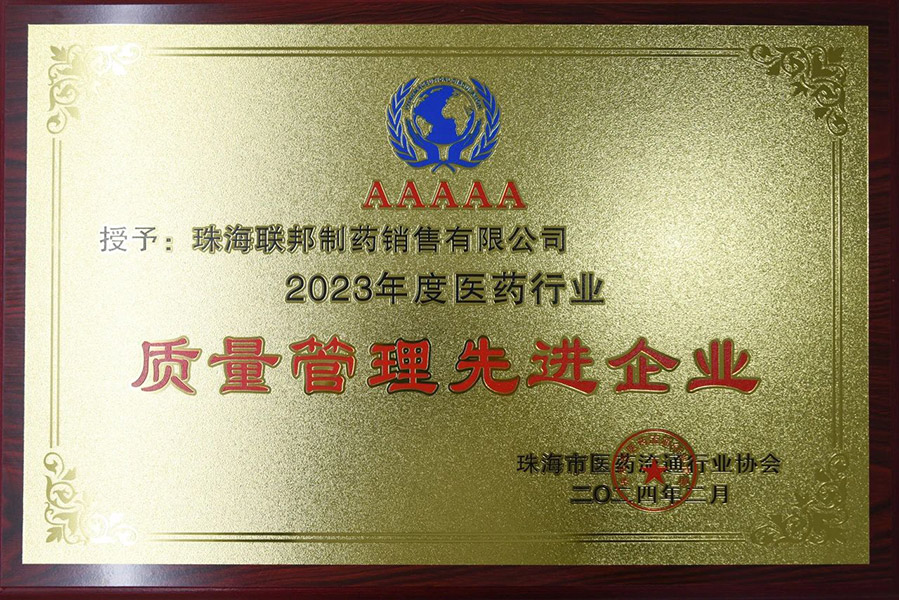 AAAAA
授予：珠海联邦制药销售有限公司
2023年度医药行业
质量管理先进企业
珠海市医药流通行业协会
二〇二四年二月